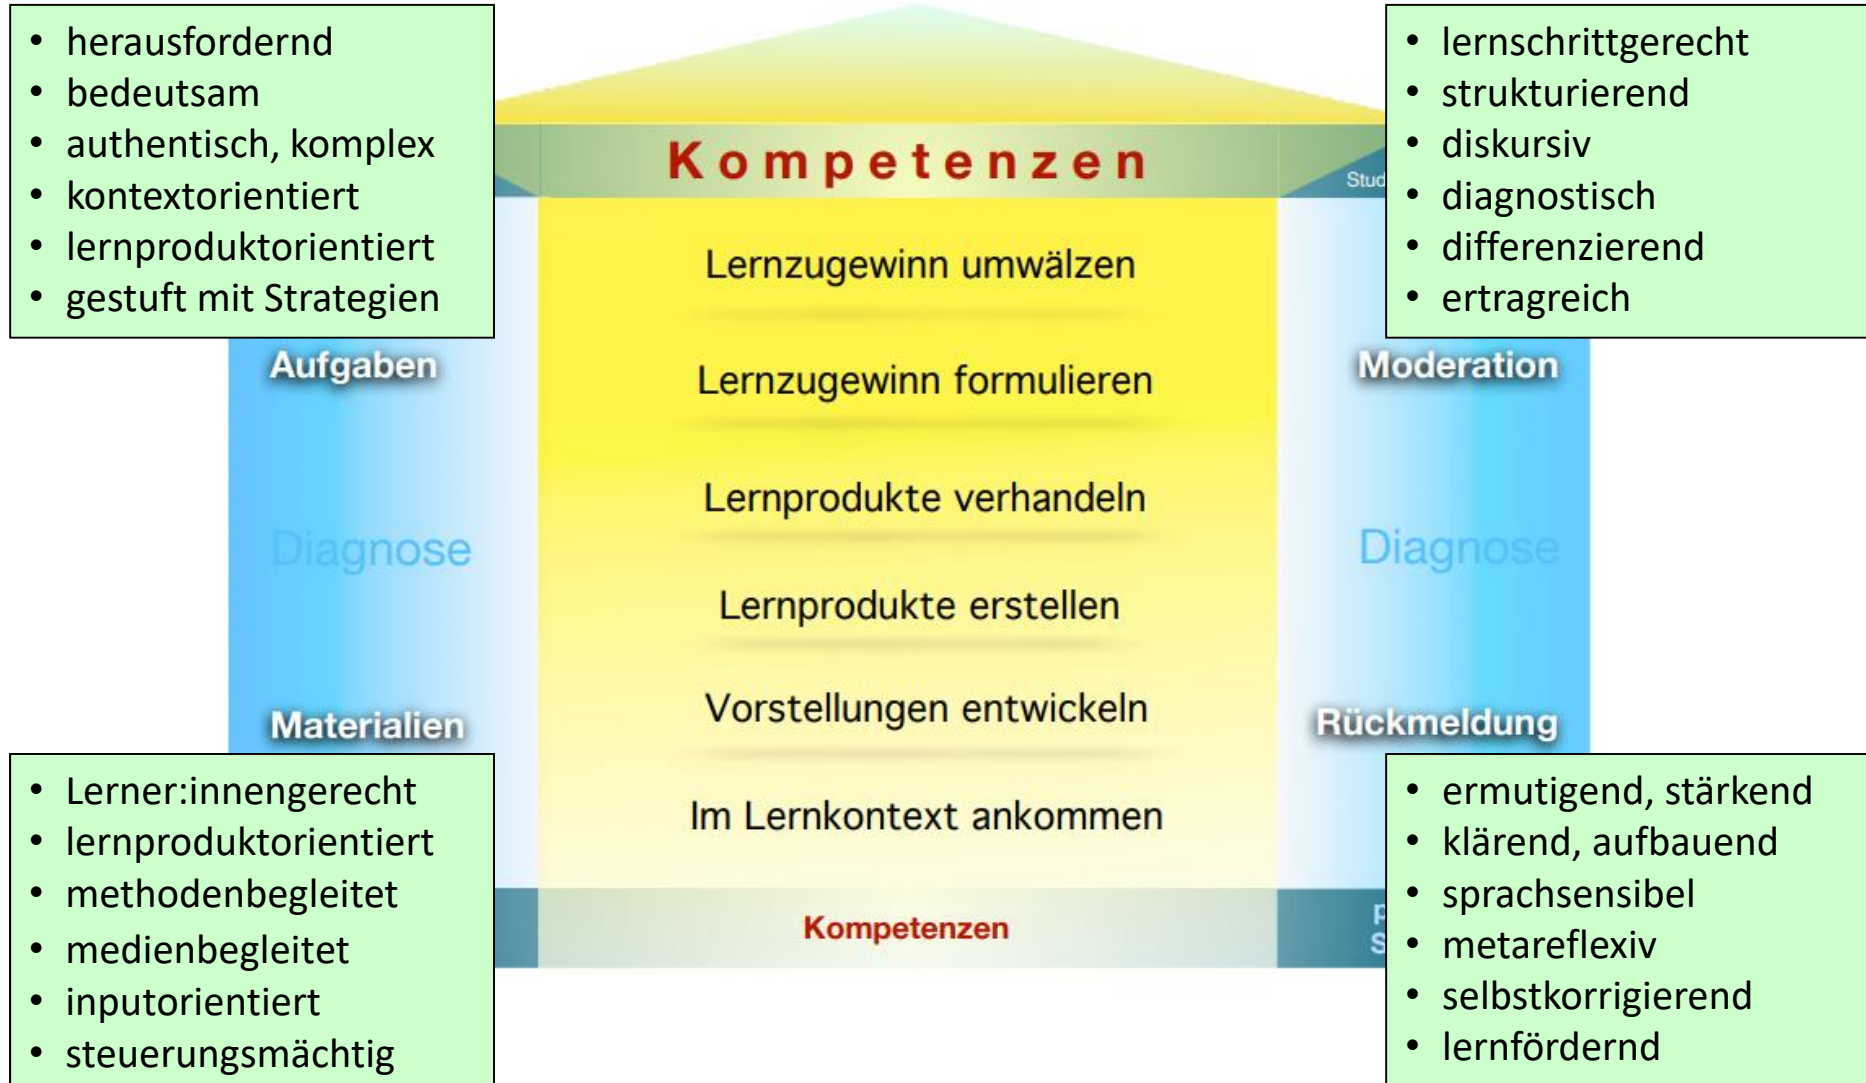 • herausfordernd
• bedeutsam
• authentisch, komplex
• kontextorientiert
• lernproduktorientiert
• gestuft mit Strategien
Aufgaben
Diagnose
Materialien
• Lerner:innengerecht
• lernproduktorientiert
• methodenbegleitet
• medienbegleitet
• inputorientiert
• steuerungsmächtig
Kompetenzen
Lernzugewinn umwälzen
Lernzugewinn formulieren
Lernprodukte verhandeln
Lernprodukte erstellen
Vorstellungen entwickeln
Im Lernkontext ankommen
Kompetenzen
• lernschrittgerecht
• strukturierend
• diskursiv
• diagnostisch
• differenzierend
• ertragreich
Moderation
Diagnose
Rückmeldung
• ermutigend, stärkend
• klärend, aufbauend
• sprachsensibel
• metareflexiv
• selbstkorrigierend
• lernfördernd